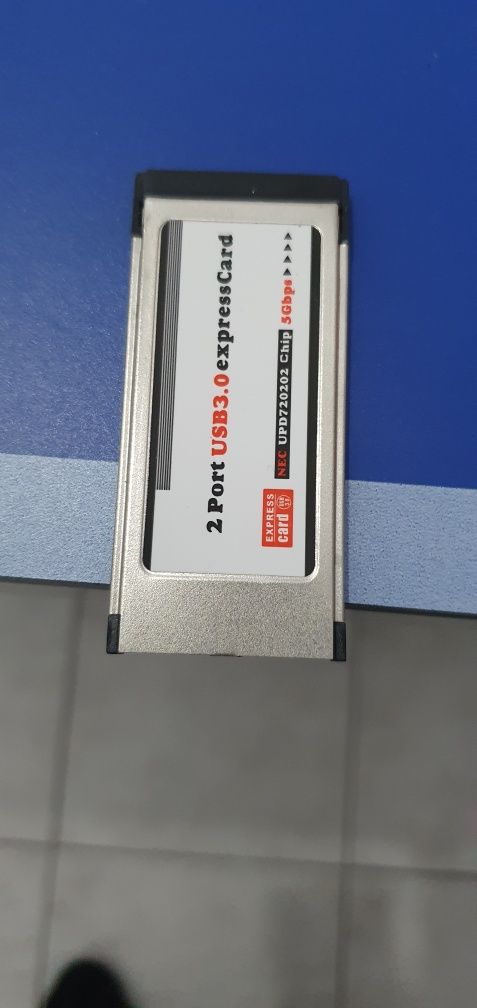 2 Port USB3.0 expressCard
NEC UPD720202 Chip 5Gbps
EXPRESS
card